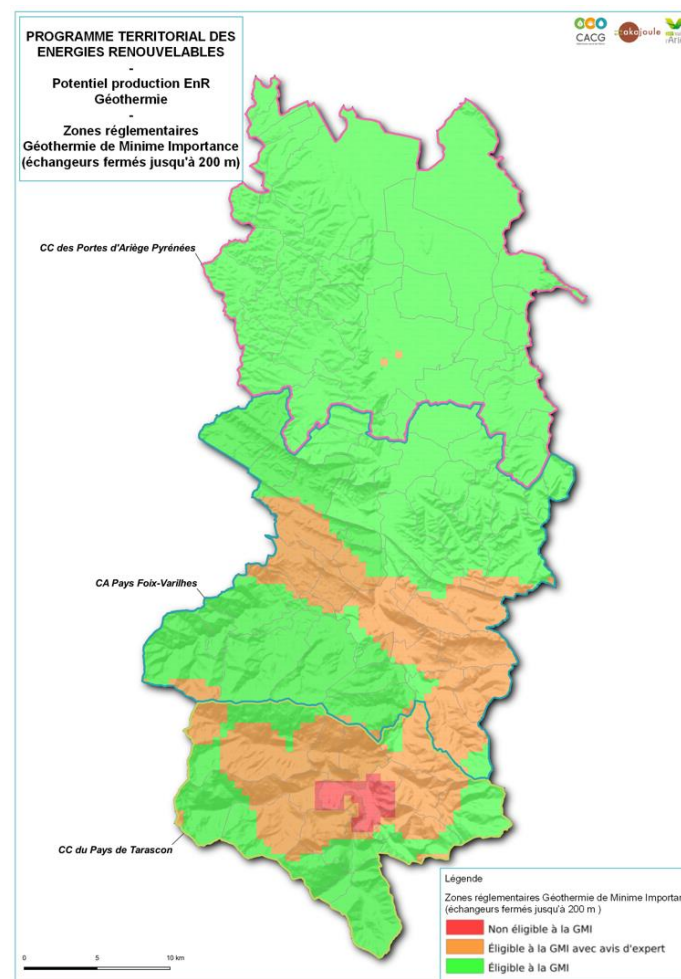 PROGRAMME TERRITORIAL DES
ENERGIES RENOUVELABLES
-
Potentiel production EnR
Géothermie
-
Zones réglementaires
Géothermie de Minime Importance
(échangeurs fermés jusqu'à 200 m)
CACG
CC des Portes d'Ariège Pyrénées
CA Pays Foix-Varilhes
CC du Pays de Tarascon
0 5 10 km
Légende
Zones réglementaires Géothermie de Minime Importan
(échangeurs fermés jusqu'à 200 m )
Non éligible à la GMI
Éligible à la GMI avec avis d'expert
Éligible à la GMI